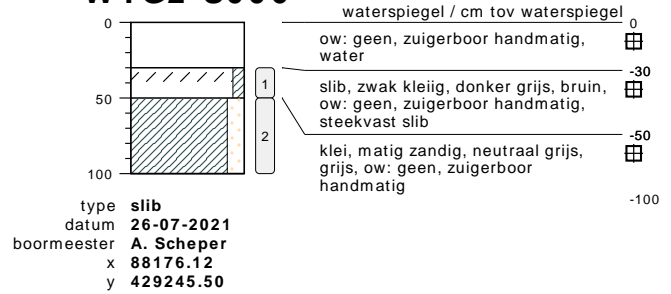 waterspiegel / cm tov waterspiegel
0
0
ow: geen, zuigerboor handmatig,
water
-30
1
slib, zwak kleiig, donker grijs, bruin,
ow: geen, zuigerboor handmatig,
steekvast slib
50
-50
2
klei, matig zandig, neutraal grijs,
grijs, ow: geen, zuigerboor
handmatig
100
-100
type slib
datum 26-07-2021
boormeester A. Scheper
x 88176.12
y 429245.50